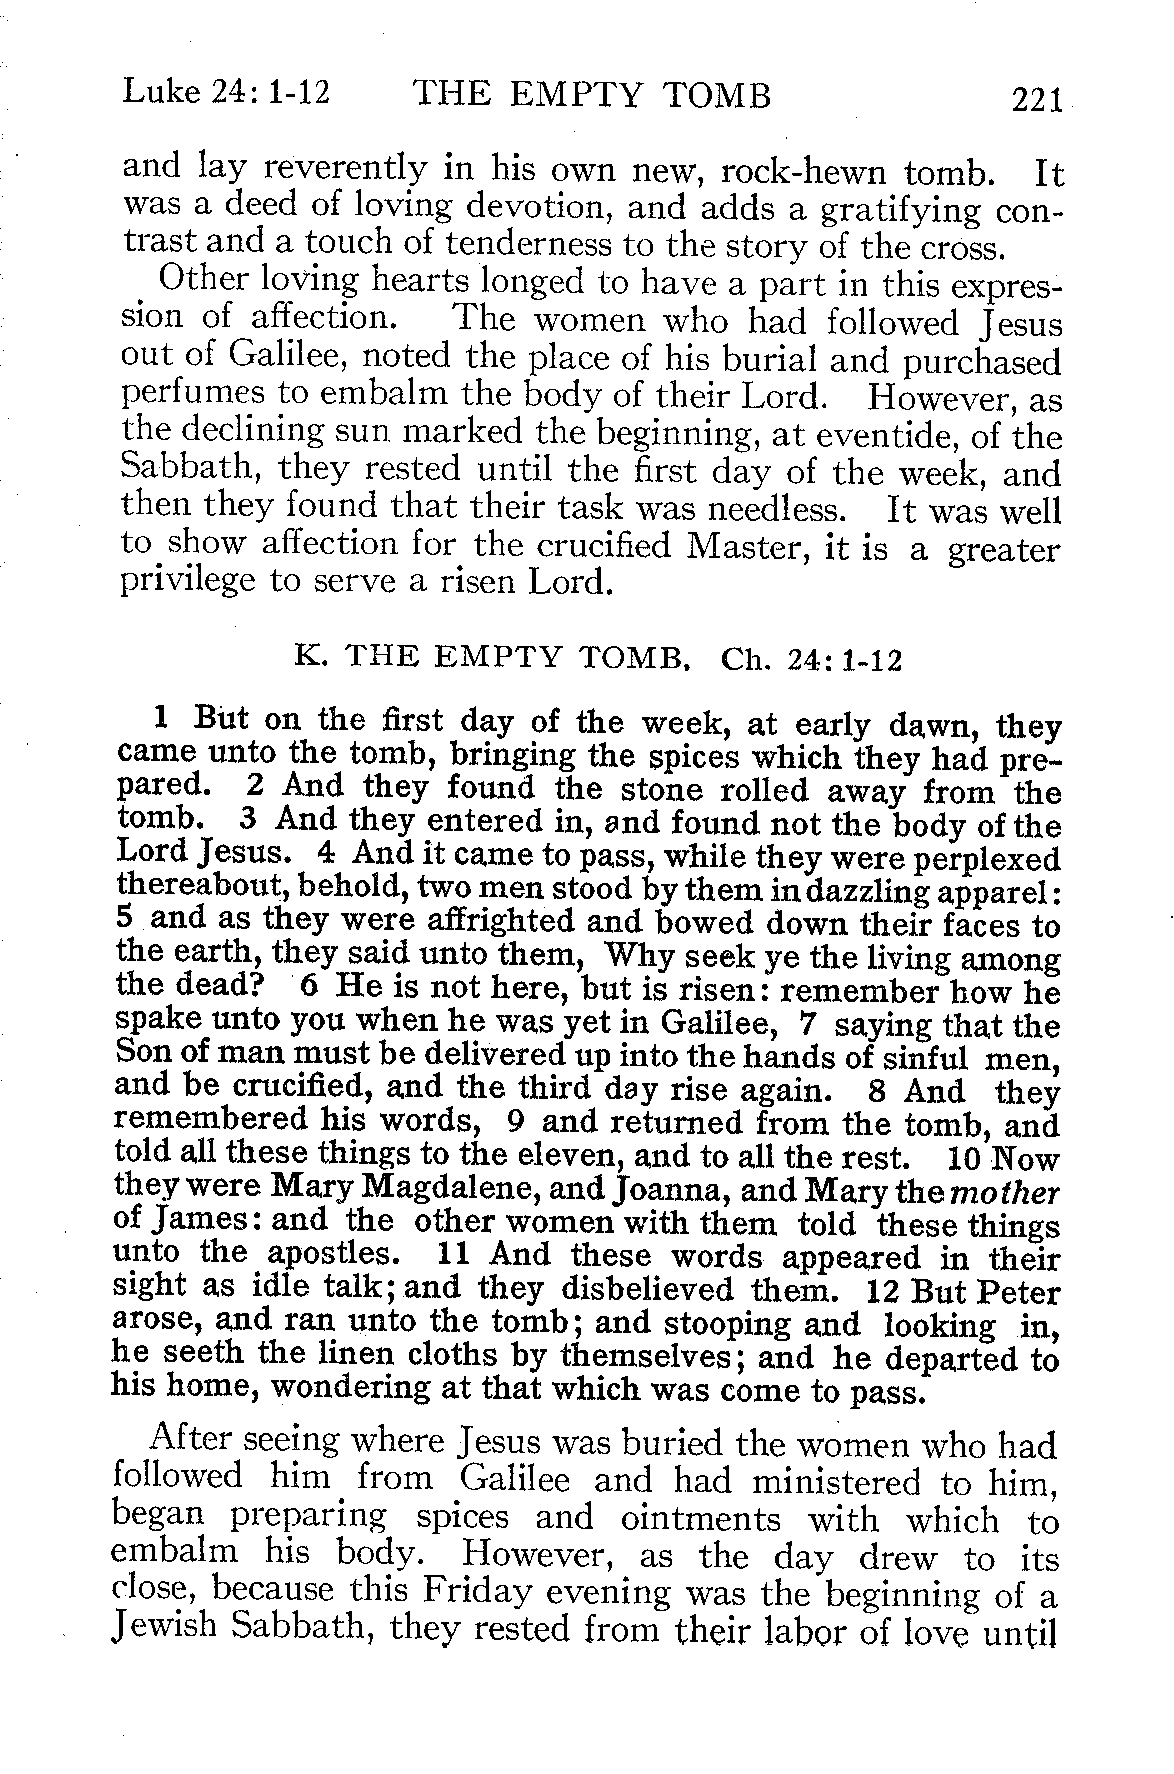 Luke 24: 1-12 THE EMPTY TOMB 221
and lay reverently in his own new, rock-hewn tomb. It
was a deed of loving devotion, and adds a gratifying con-
trast and a touch of tenderness to the story of the cross.
Other loving hearts longed to have a part in this expres-
sion of affection. The women who had followed Jesus
out of Galilee, noted the place of his burial and purchased
perfumes to embalm the body of their Lord. However, as
the declining sun marked the beginning, at eventide, of the
Sabbath, they rested until the first day of the week, and
then they found that their task was needless. It was well
to show affection for the crucified Master, it is a greater
privilege to serve a risen Lord.
K. THE EMPTY TOMB. Ch. 24: 1-12
1 But on the first day of the week, at early dawn, they
came unto the tomb, bringing the spices which they had pre-
pared. 2 And they found the stone rolled away from the
tomb. 3 And they entered in, and found not the body of the
Lord Jesus. 4 And it came to pass, while they were perplexed
thereabout, behold, two men stood by them in dazzling apparel:
5 and as they were affrighted and bowed down their faces to
the earth, they said unto them, Why seek ye the living among
the dead? 6 He is not here, but is risen: remember how he
spake unto you when he was yet in Galilee, 7 saying that the
Son of man must be delivered up into the hands of sinful men,
and be crucified, and the third day rise again. 8 And they
remembered his words, 9 and returned from the tomb, and
told all these things to the eleven, and to all the rest. 10 Now
they were Mary Magdalene, and Joanna, and Mary the mother
of James: and the other women with them told these things
unto the apostles. 11 And these words appeared in their
sight as idle talk; and they disbelieved them. 12 But Peter
arose, and ran unto the tomb; and stooping and looking in,
he seeth the linen cloths by themselves; and he departed to
his home, wondering at that which was come to pass.
After seeing where Jesus was buried the women who had
followed him from Galilee and had ministered to him,
began preparing spices and ointments with which to
embalm his body. However, as the day drew to its
close, because this Friday evening was the beginning of a
Jewish Sabbath, they rested from their labor of love until